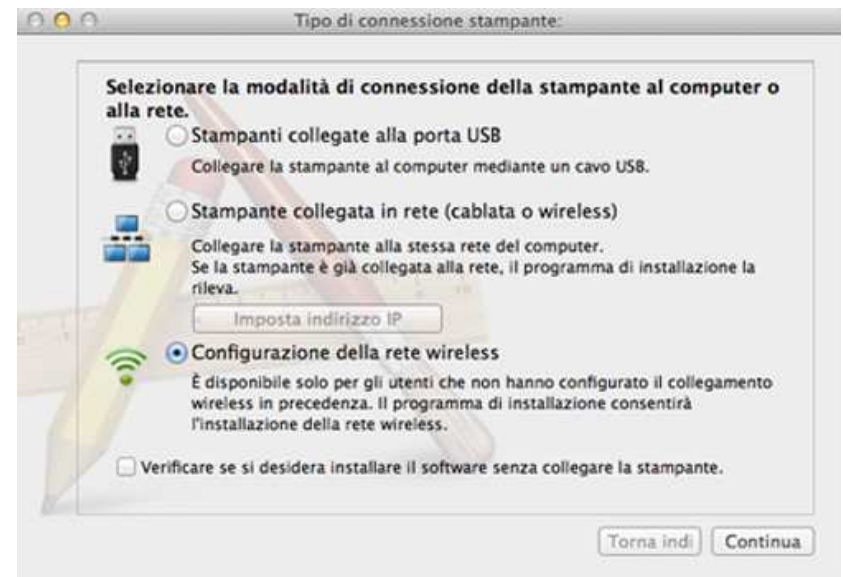 Tipo di connessione stampante:
Selezionare la modalità di connessione della stampante al computer o
alla rete.
Stampanti collegate alla porta USB
Collegare la stampante al computer mediante un cavo USB.
Stampante collegata in rete (cablata o wireless)
Collegare la stampante alla stessa rete del computer.
Se la stampante è già collegata alla rete, il programma di installazione la
rileva.
Imposta indirizzo IP
Configurazione della rete wireless
È disponibile solo per gli utenti che non hanno configurato il collegamento
wireless in precedenza. Il programma di installazione consentirà
l'installazione della rete wireless.
Verificare se si desidera installare il software senza collegare la stampante.
Torna indi Continua